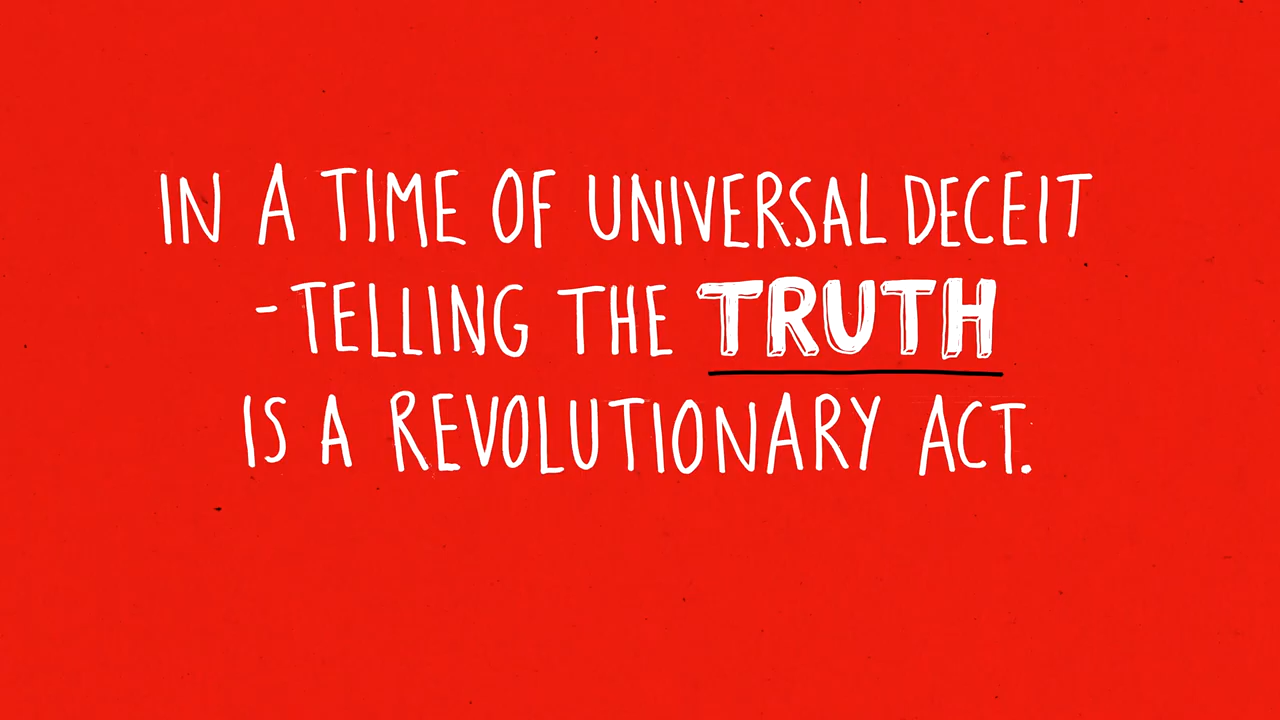 IN A TIME OF UNIVERSAL DECEIT
-TELLING THE TRUTH
IS A REVOLUTIONARY ACT.